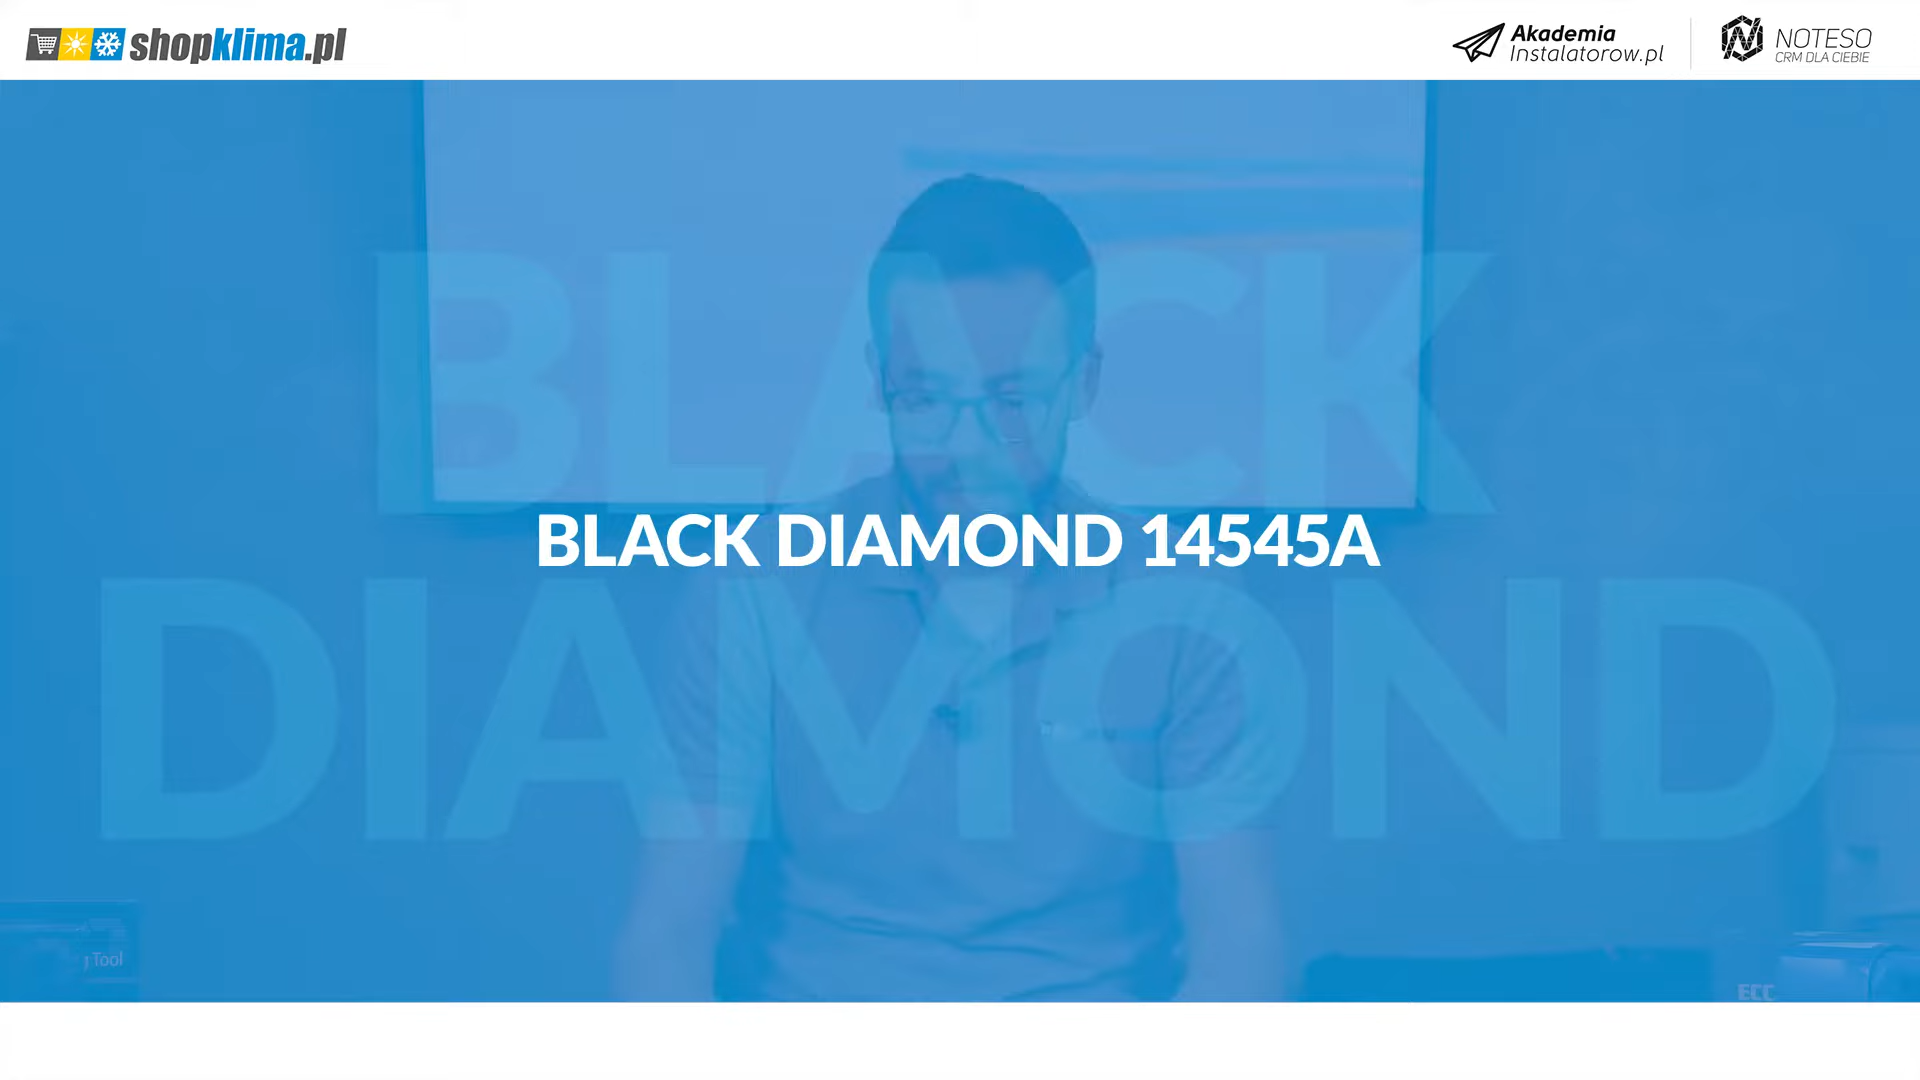 shopklima.pl
Akademia
Instalatorow.pl
NOTESO
CRM DLA CIEBIE
BLACK
BLACK DIAMOND 14545A
DIAMOND
Tool
ECC